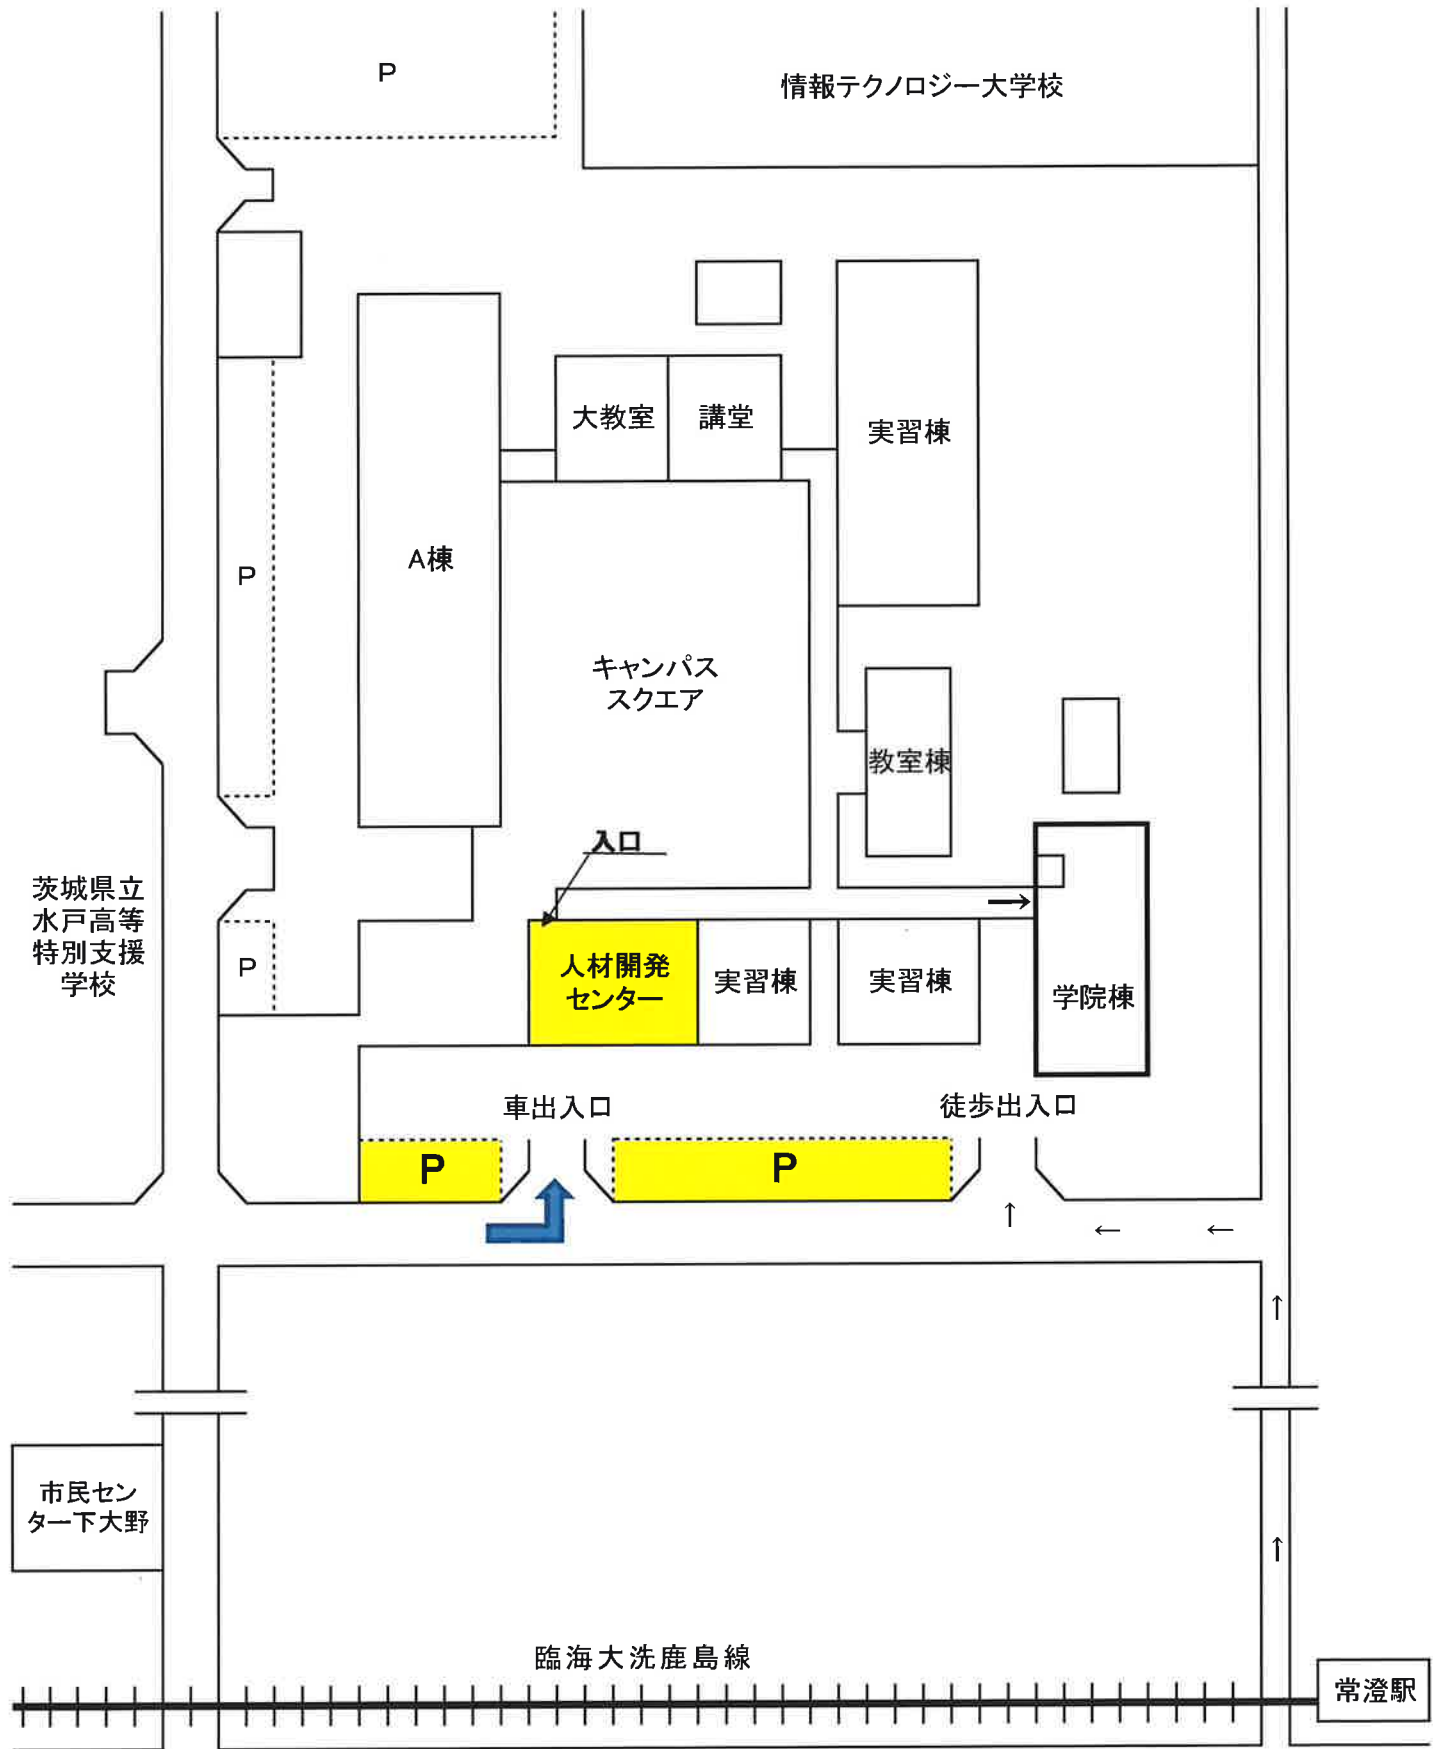 P
情報テクノロジー大学校
大教室
講堂
実習棟
A棟
P
キャンパス
スクエア
教室棟
入口
→
茨城県立
水戸高等
特別支援
学校
P
人材開発
センター
実習棟
実習棟
学院棟
車出入口
徒歩出入口
P
P
↑
←
←
↑
市民セン
ター下大野
↑
臨海大洗鹿島線
常澄駅